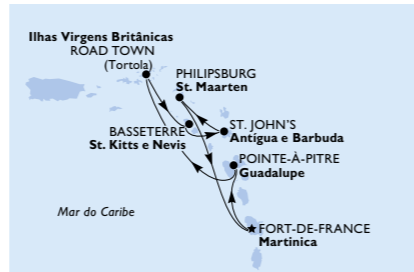 Ilhas Virgens Britânicas
ROAD TOWN
(Tortola)
PHILIPSBURG
St. Maarten
BASSETERRE
St. Kitts e Nevis
ST. JOHN'S
Antígua e Barbuda
POINTE-À-PITRE
Guadalupe
Mar do Caribe
FORT-DE-FRANCE
Martinica